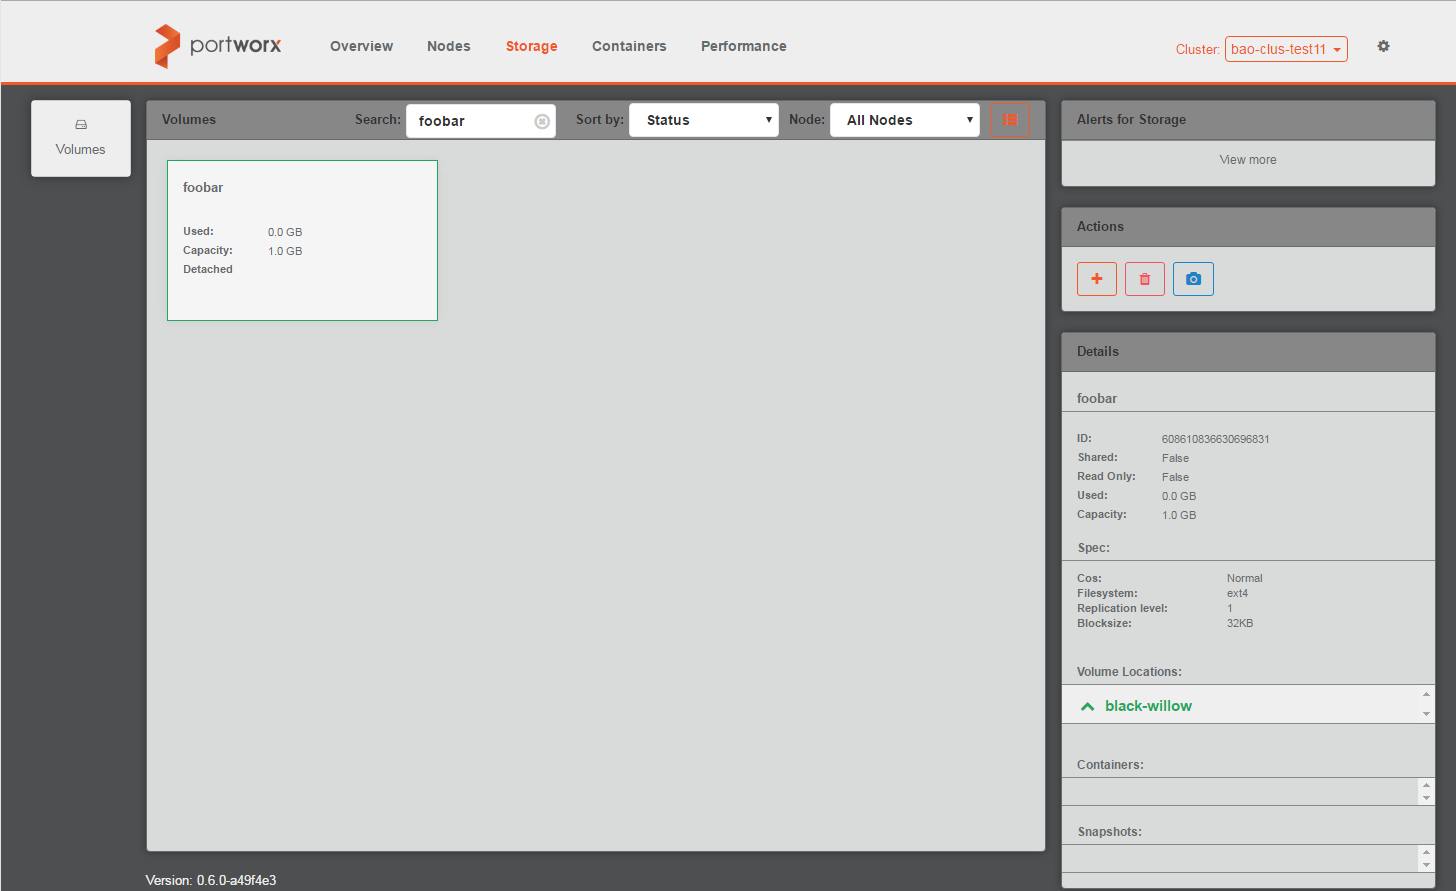 portworx
Overview Nodes Storage Containers Performance
Cluster: bao-clus-test11
Volumes
Volumes Search: foobar Sort by: Status Node: All Nodes
foobar
Used: 0.0 GB
Capacity: 1.0 GB
Detached
Alerts for Storage
View more
Actions
Details
foobar
ID: 608610836630696831
Shared: False
Read Only: False
Used: 0.0 GB
Capacity: 1.0 GB
Spec:
Cos: Normal
Filesystem: ext4
Replication level: 1
Blocksize: 32KB
Volume Locations:
black-willow
Containers:
Snapshots:
Version: 0.6.0-a49f4e3